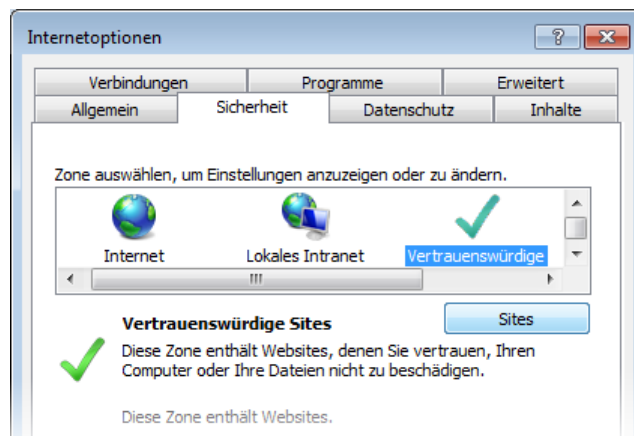 Internetoptionen
Verbindungen Programme Erweitert
Allgemein Sicherheit Datenschutz Inhalte
Zone auswählen, um Einstellungen anzuzeigen oder zu ändern.
Internet Lokales Intranet Vertrauenswürdige
Vertrauenswürdige Sites Sites
Diese Zone enthält Websites, denen Sie vertrauen, Ihren
Computer oder Ihre Dateien nicht zu beschädigen.
Diese Zone enthält Websites.